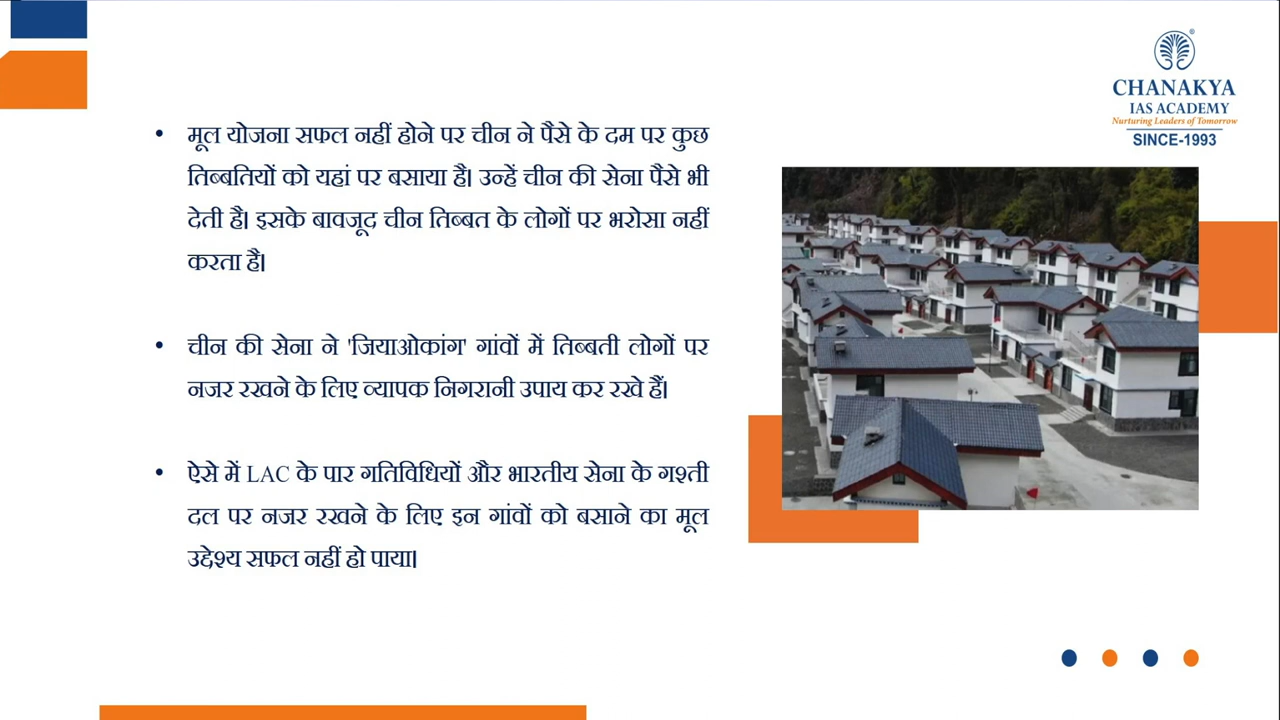 CHANAKYA
IAS ACADEMY
Nurturing Leaders of Tomorrow
SINCE-1993
• मूल योजना सफल नहीं होने पर चीन ने पैसे के दम पर कुछ
तिब्बतियों को यहां पर बसाया है। उन्हें चीन की सेना पैसे भी
देती है। इसके बावजूद चीन तिब्बत के लोगों पर भरोसा नहीं
करता है।
• चीन की सेना ने 'जियाओकांग' गांवों में तिब्बती लोगों पर
नजर रखने के लिए व्यापक निगरानी उपाय कर रखे हैं।
• ऐसे में LAC के पार गतिविधियों और भारतीय सेना के गश्ती
दल पर नजर रखने के लिए इन गांवों को बसाने का मूल
उद्देश्य सफल नहीं हो पाया।